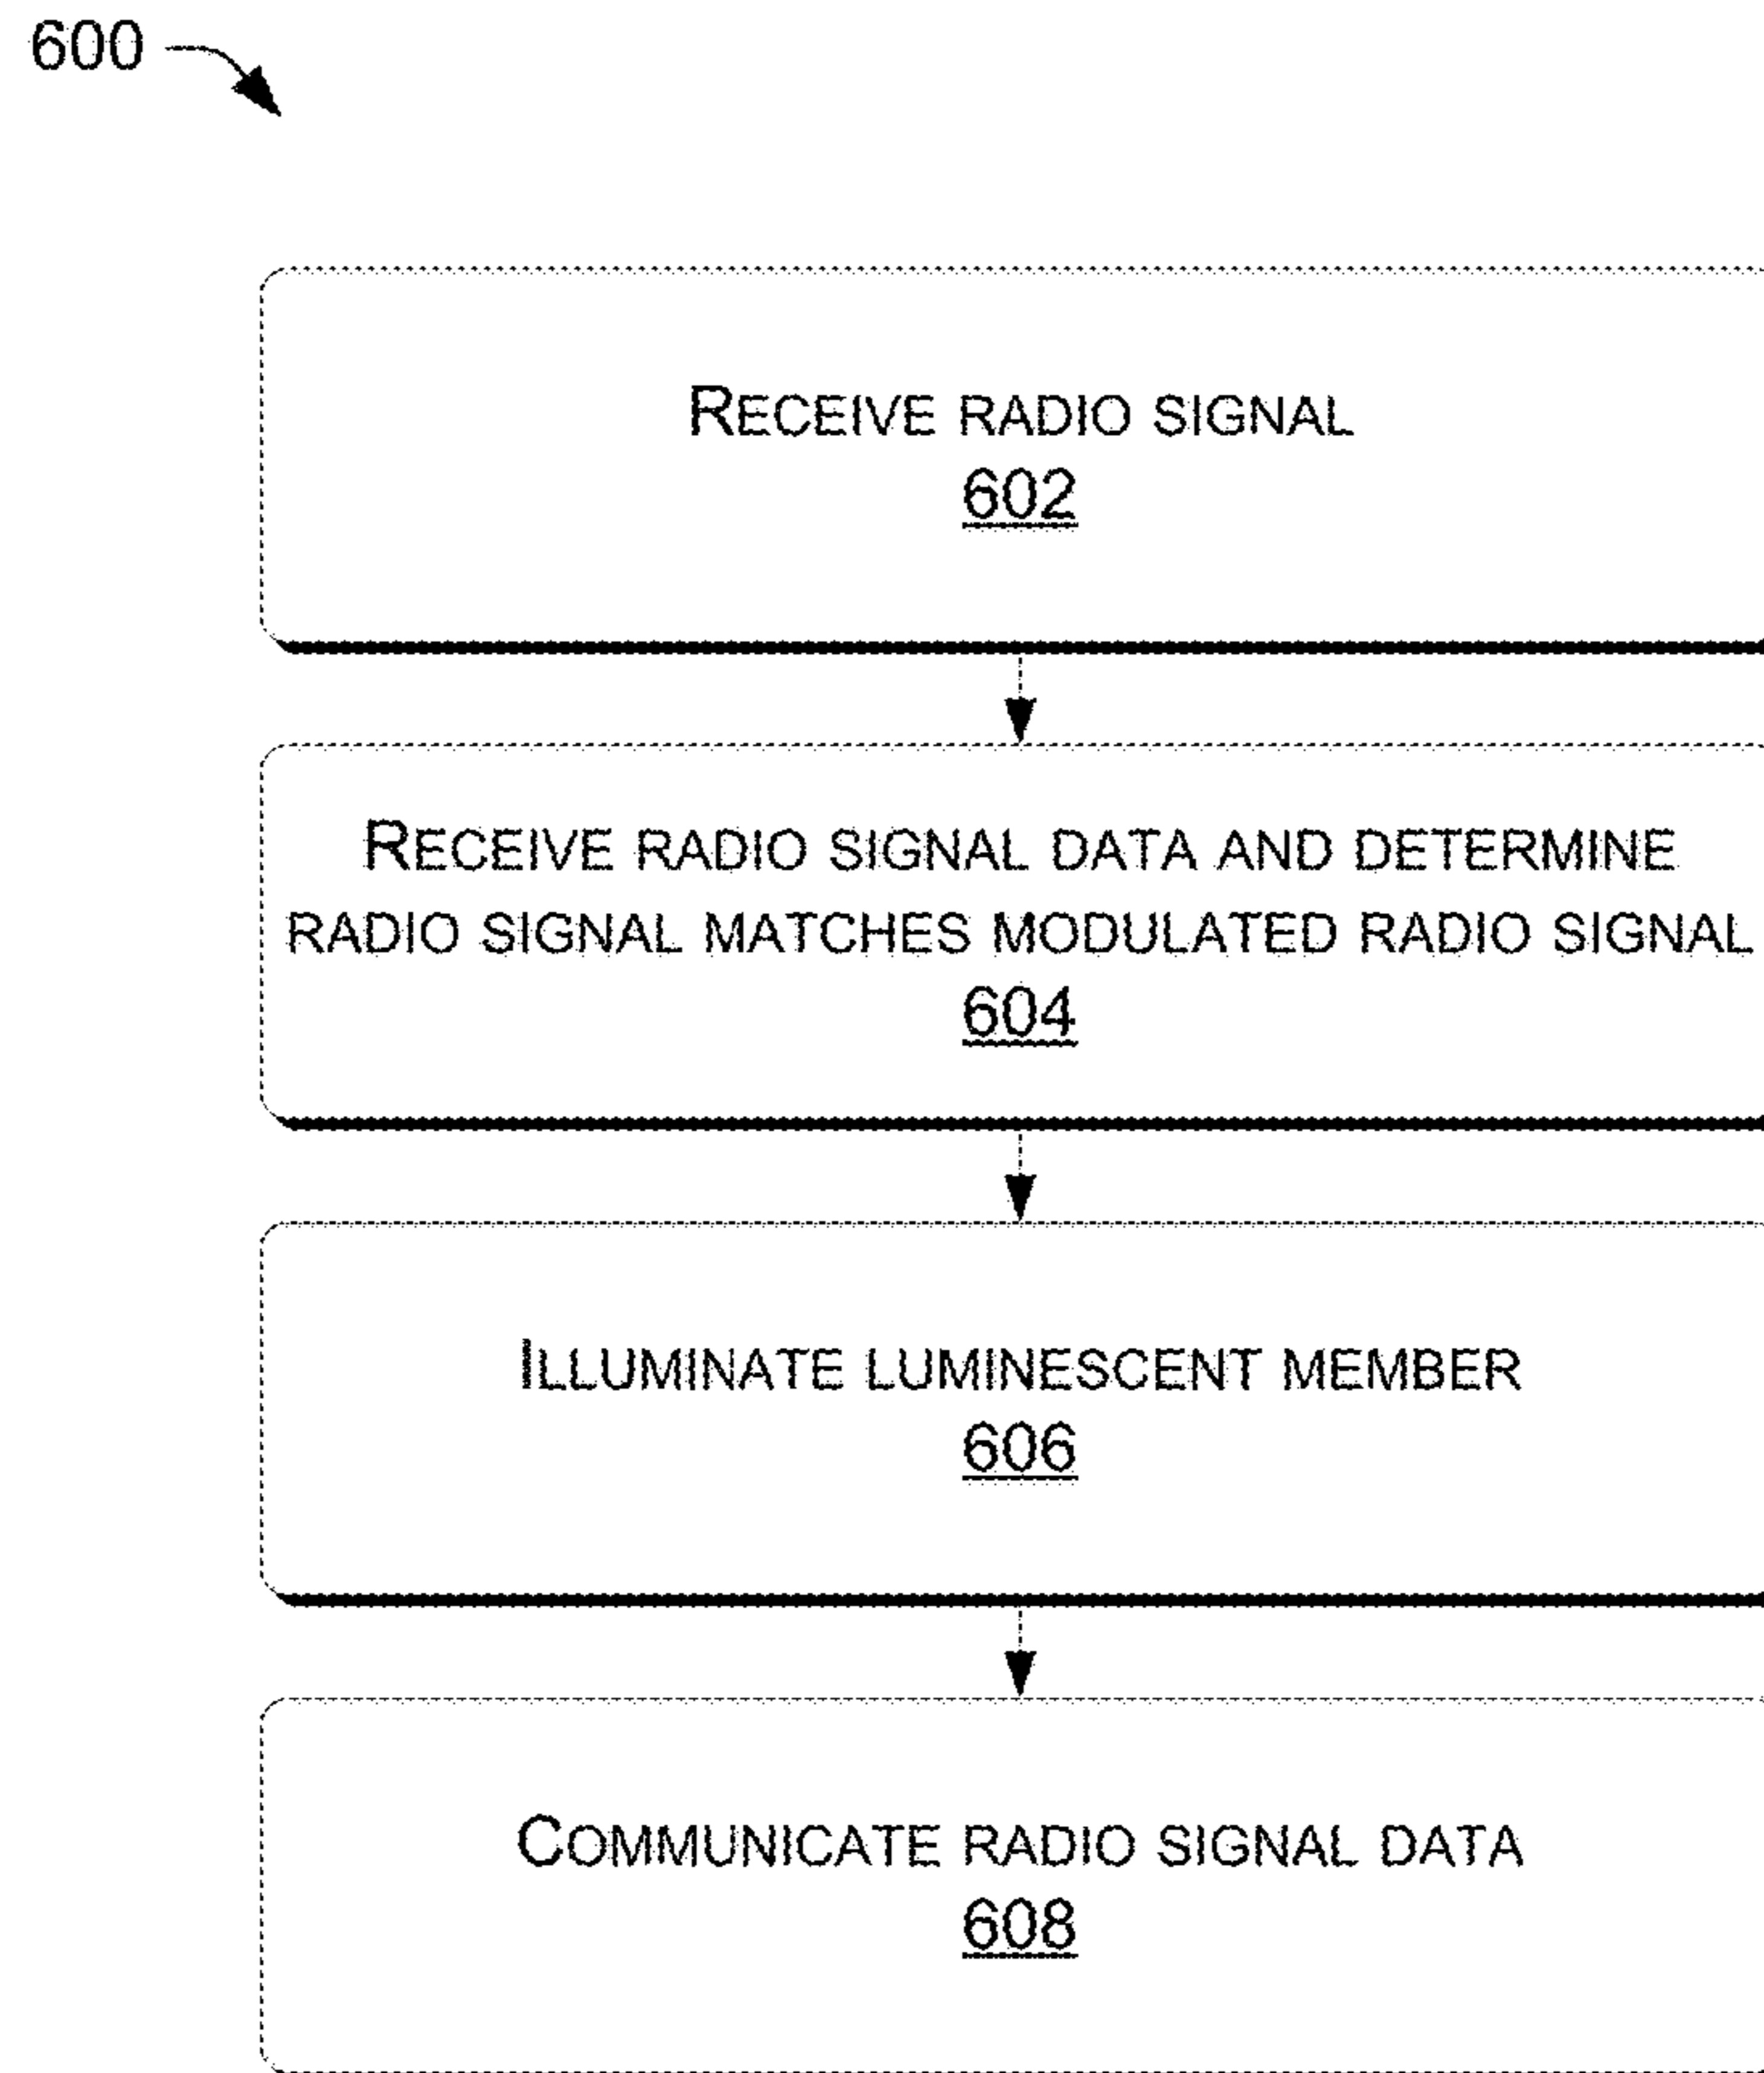 600
RECEIVE RADIO SIGNAL
602
RECEIVE RADIO SIGNAL DATA AND DETERMINE
RADIO SIGNAL MATCHES MODULATED RADIO SIGNAL
604
ILLUMINATE LUMINESCENT MEMBER
606
COMMUNICATE RADIO SIGNAL DATA
608